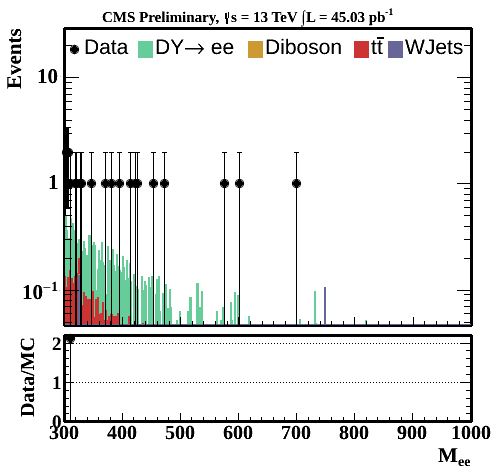 CMS Preliminary, √s = 13 TeV ∫L = 45.03 pb⁻¹
Events
Data DY→ ee Diboson tt̄ WJets
10
1
10⁻¹
Data/MC
2
1
0
300 400 500 600 700 800 900 1000
M_ee